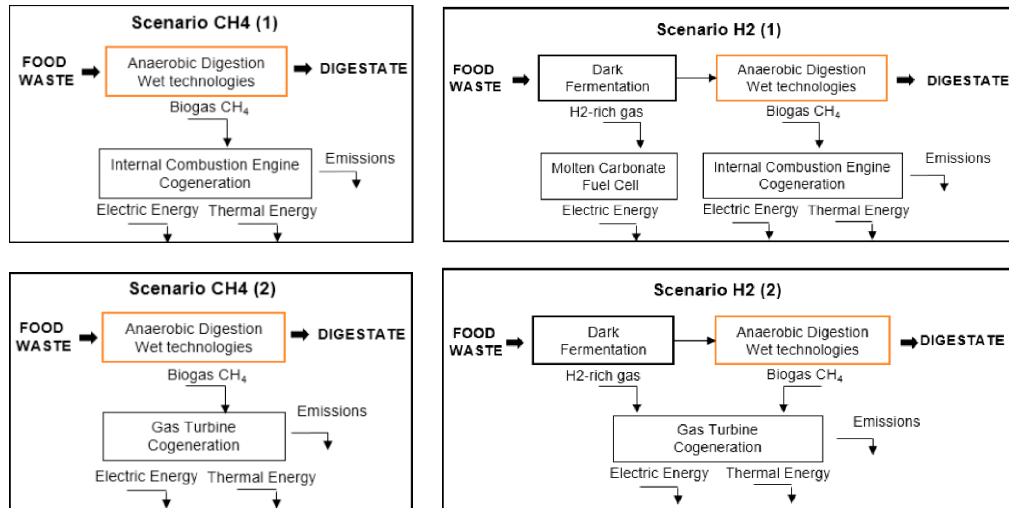 Scenario CH4 (1)
FOOD
WASTE
Anaerobic Digestion
Wet technologies
DIGESTATE
Biogas CH₄
Internal Combustion Engine
Cogeneration
Emissions
Electric Energy
Thermal Energy
Scenario H2 (1)
FOOD
WASTE
Dark
Fermentation
Anaerobic Digestion
Wet technologies
DIGESTATE
H2-rich gas
Biogas CH₄
Molten Carbonate
Fuel Cell
Internal Combustion Engine
Cogeneration
Emissions
Electric Energy
Electric Energy
Thermal Energy
Scenario CH4 (2)
FOOD
WASTE
Anaerobic Digestion
Wet technologies
DIGESTATE
Biogas CH₄
Gas Turbine
Cogeneration
Emissions
Electric Energy
Thermal Energy
Scenario H2 (2)
FOOD
WASTE
Dark
Fermentation
Anaerobic Digestion
Wet technologies
DIGESTATE
H2-rich gas
Biogas CH₄
Gas Turbine
Cogeneration
Emissions
Electric Energy
Thermal Energy